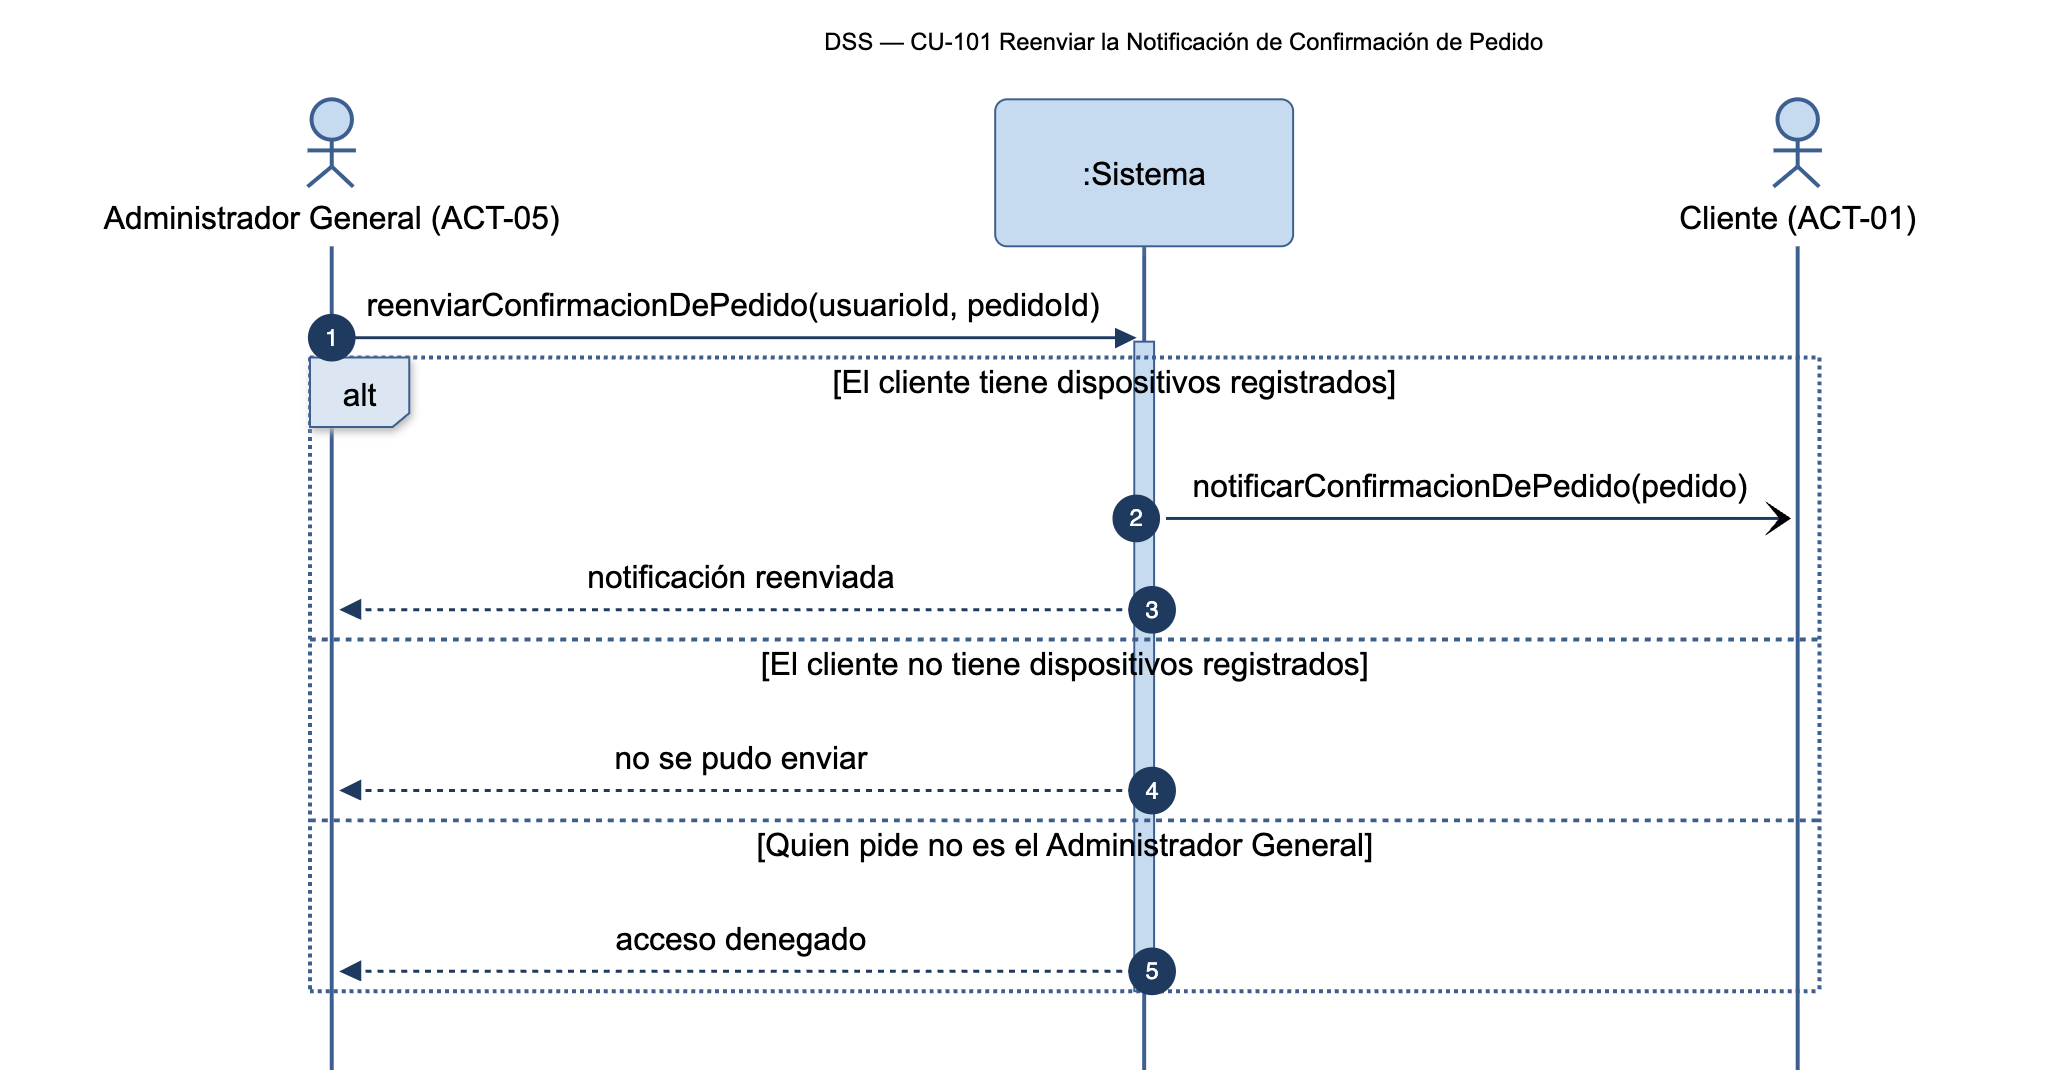 DSS — CU-101 Reenviar la Notificación de Confirmación de Pedido
Administrador General (ACT-05)
:Sistema
Cliente (ACT-01)
reenviarConfirmacionDePedido(usuarioId, pedidoId)
1
alt
[El cliente tiene dispositivos registrados]
notificarConfirmacionDePedido(pedido)
2
notificación reenviada
3
[El cliente no tiene dispositivos registrados]
no se pudo enviar
4
[Quien pide no es el Administrador General]
acceso denegado
5